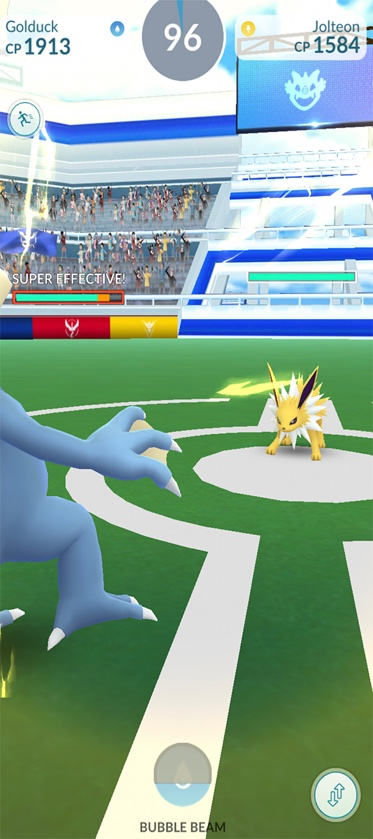 Golduck
CP 1913
96
Jolteon
CP 1584
SUPER EFFECTIVE!
BUBBLE BEAM